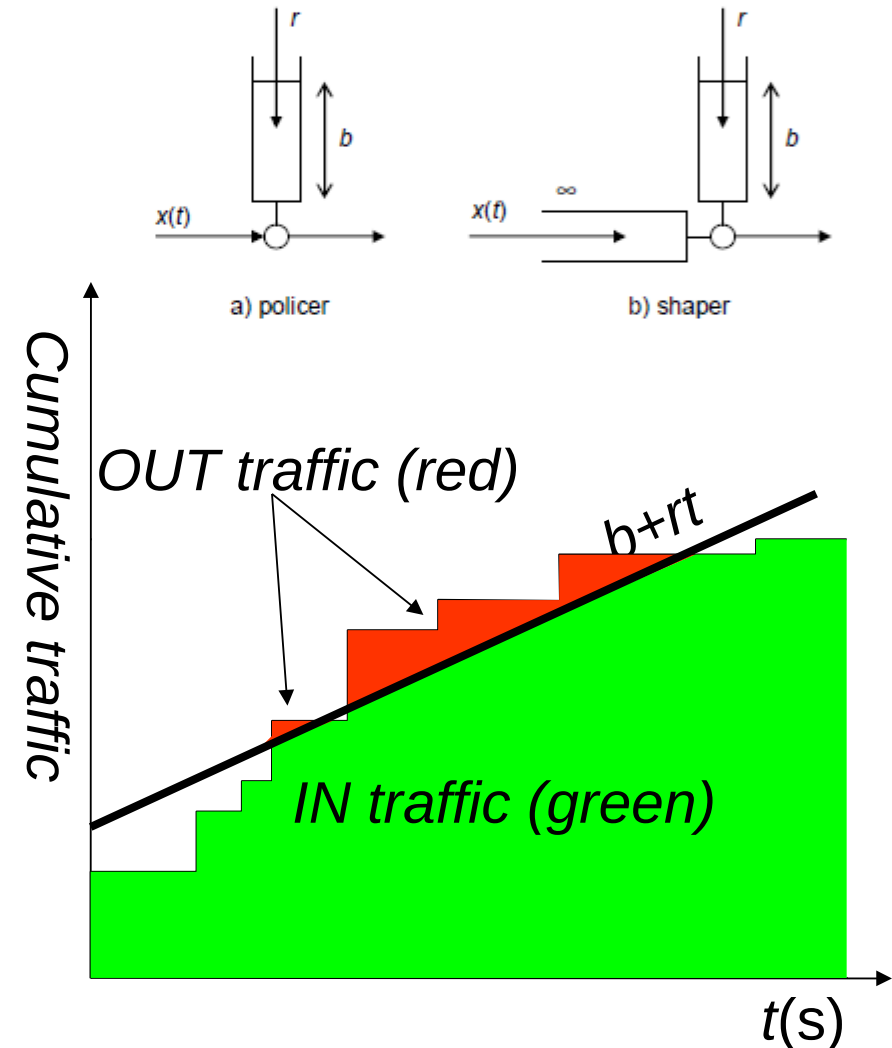 r
r
b
b
∞
x(t)
x(t)
a) policer
b) shaper
Cumulative traffic
OUT traffic (red)
b+rt
IN traffic (green)
t(s)